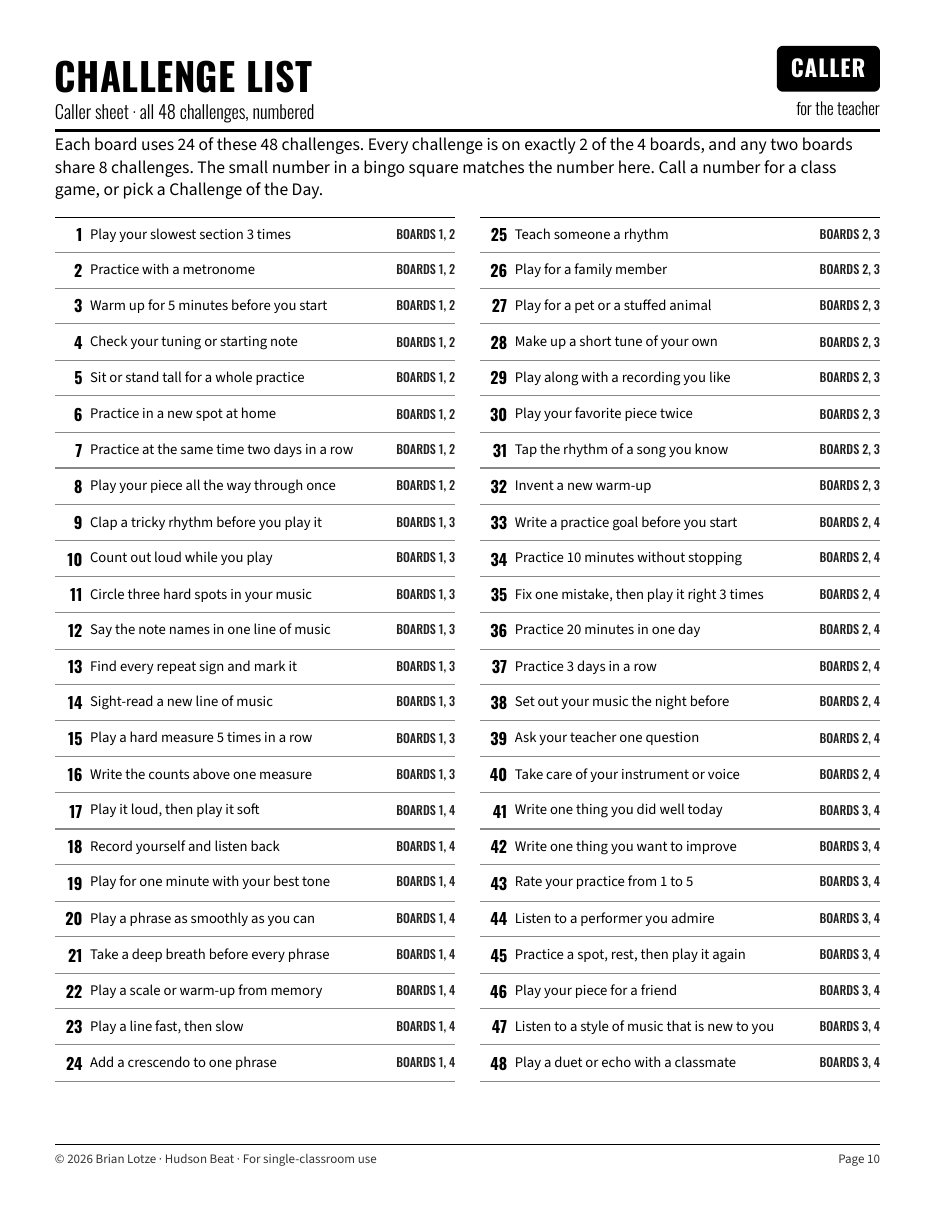 CHALLENGE LIST
Caller sheet · all 48 challenges, numbered
CALLER
for the teacher
Each board uses 24 of these 48 challenges. Every challenge is on exactly 2 of the 4 boards, and any two boards
share 8 challenges. The small number in a bingo square matches the number here. Call a number for a class
game, or pick a Challenge of the Day.
1 Play your slowest section 3 times BOARDS 1, 2
2 Practice with a metronome BOARDS 1, 2
3 Warm up for 5 minutes before you start BOARDS 1, 2
4 Check your tuning or starting note BOARDS 1, 2
5 Sit or stand tall for a whole practice BOARDS 1, 2
6 Practice in a new spot at home BOARDS 1, 2
7 Practice at the same time two days in a row BOARDS 1, 2
8 Play your piece all the way through once BOARDS 1, 2
9 Clap a tricky rhythm before you play it BOARDS 1, 3
10 Count out loud while you play BOARDS 1, 3
11 Circle three hard spots in your music BOARDS 1, 3
12 Say the note names in one line of music BOARDS 1, 3
13 Find every repeat sign and mark it BOARDS 1, 3
14 Sight-read a new line of music BOARDS 1, 3
15 Play a hard measure 5 times in a row BOARDS 1, 3
16 Write the counts above one measure BOARDS 1, 3
17 Play it loud, then play it soft BOARDS 1, 4
18 Record yourself and listen back BOARDS 1, 4
19 Play for one minute with your best tone BOARDS 1, 4
20 Play a phrase as smoothly as you can BOARDS 1, 4
21 Take a deep breath before every phrase BOARDS 1, 4
22 Play a scale or warm-up from memory BOARDS 1, 4
23 Play a line fast, then slow BOARDS 1, 4
24 Add a crescendo to one phrase BOARDS 1, 4
25 Teach someone a rhythm BOARDS 2, 3
26 Play for a family member BOARDS 2, 3
27 Play for a pet or a stuffed animal BOARDS 2, 3
28 Make up a short tune of your own BOARDS 2, 3
29 Play along with a recording you like BOARDS 2, 3
30 Play your favorite piece twice BOARDS 2, 3
31 Tap the rhythm of a song you know BOARDS 2, 3
32 Invent a new warm-up BOARDS 2, 3
33 Write a practice goal before you start BOARDS 2, 4
34 Practice 10 minutes without stopping BOARDS 2, 4
35 Fix one mistake, then play it right 3 times BOARDS 2, 4
36 Practice 20 minutes in one day BOARDS 2, 4
37 Practice 3 days in a row BOARDS 2, 4
38 Set out your music the night before BOARDS 2, 4
39 Ask your teacher one question BOARDS 2, 4
40 Take care of your instrument or voice BOARDS 2, 4
41 Write one thing you did well today BOARDS 3, 4
42 Write one thing you want to improve BOARDS 3, 4
43 Rate your practice from 1 to 5 BOARDS 3, 4
44 Listen to a performer you admire BOARDS 3, 4
45 Practice a spot, rest, then play it again BOARDS 3, 4
46 Play your piece for a friend BOARDS 3, 4
47 Listen to a style of music that is new to you BOARDS 3, 4
48 Play a duet or echo with a classmate BOARDS 3, 4
© 2026 Brian Lotze · Hudson Beat · For single-classroom use
Page 10